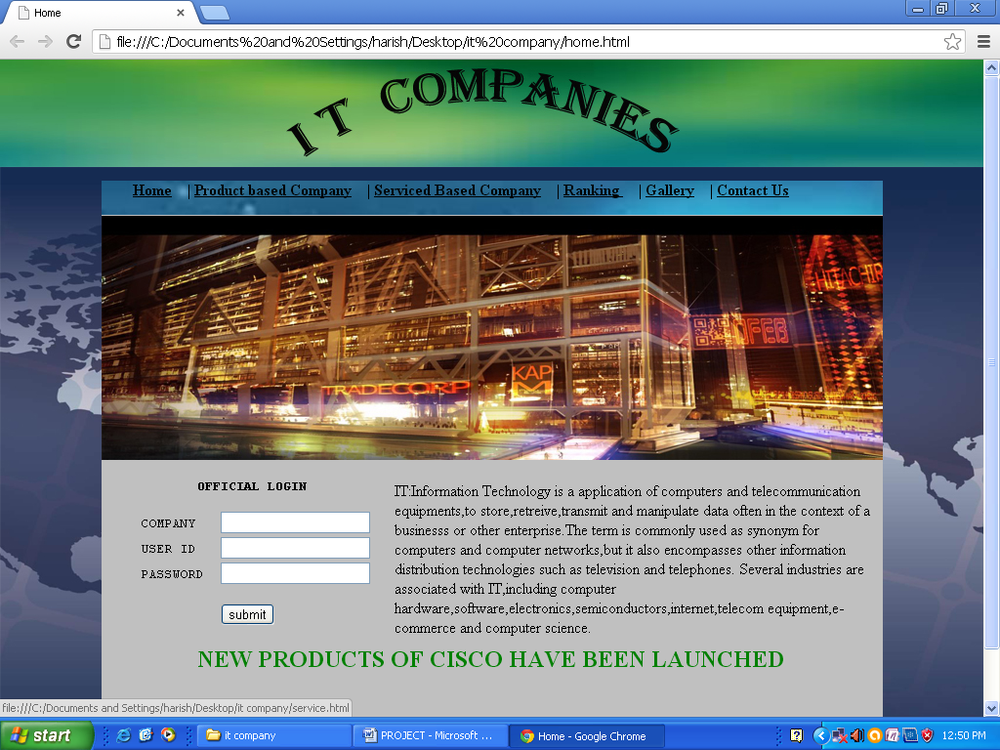 Home
file:///C:/Documents%20and%20Settings/harish/Desktop/it%20company/home.html
IT COMPANIES
Home | Product based Company | Serviced Based Company | Ranking | Gallery | Contact Us
HITACHI
TRADECORP
KAP
M
OFFICIAL LOGIN
COMPANY
USER ID
PASSWORD
submit
IT:Information Technology is a application of computers and telecommunication
equipments,to store,retreive,transmit and manipulate data often in the context of a
businesss or other enterprise.The term is commonly used as synonym for
computers and computer networks,but it also encompasses other information
distribution technologies such as television and telephones. Several industries are
associated with IT,including computer
hardware,software,electronics,semiconductors,internet,telecom equipment,e-
commerce and computer science.
NEW PRODUCTS OF CISCO HAVE BEEN LAUNCHED
file:///C:/Documents and Settings/harish/Desktop/it company/service.html
start
it company
PROJECT - Microsoft ...
Home - Google Chrome
12:50 PM